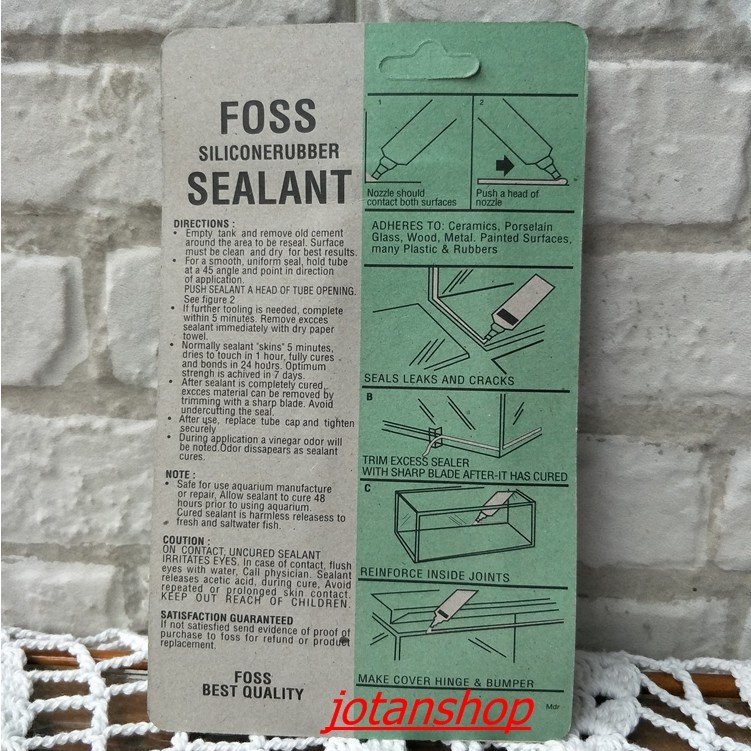 FOSS
SILICONERUBBER
SEALANT
DIRECTIONS :
• Empty tank and remove old cement
around the area to be reseal. Surface
must be clean and dry for best results.
• For a smooth, uniform seal, hold tube
at a 45 angle and point in direction
of application.
PUSH SEALANT A HEAD OF TUBE OPENING.
See figure 2
• If further tooling is needed, complete
within 5 minutes. Remove excces
sealant immediately with dry paper
towel.
• Normally sealant "skins" 5 minutes,
dries to touch in 1 hour, fully cures
and bonds in 24 hours. Optimum
strength is achived in 7 days.
• After sealant is completely cured,
excces material can be removed by
trimming with a sharp blade. Avoid
undercutting the seal.
• After use, replace tube cap and tighten
securely
• During application a vinegar odor will
be noted.Odor dissapears as sealant
cures.
NOTE :
• Safe for use aquarium manufacture
or repair, Allow sealant to cure 48
hours prior to using aquarium.
Cured sealant is harmless releasess to
fresh and saltwater fish.
COUTION :
ON CONTACT, UNCURED SEALANT
IRRITATES EYES. In case of contact, flush
eyes with water, Call physician. Sealant
releases acetic acid, during cure, Avoid
repeated or prolonged skin contact.
KEEP OUT REACH OF CHILDREN.
SATISFACTION GUARANTEED
If not satiesfied send evidence of proof of
purchase to foss for refund or product
replacement.
FOSS
BEST QUALITY
1
Nozzle should
contact both surfaces
2
Push a head of
nozzle
ADHERES TO: Ceramics, Porselain
Glass, Wood, Metal. Painted Surfaces,
many Plastic & Rubbers
SEALS LEAKS AND CRACKS
B
TRIM EXCESS SEALER
WITH SHARP BLADE AFTER-IT HAS CURED
C
REINFORCE INSIDE JOINTS
MAKE COVER HINGE & BUMPER
Mdr
jotanshop